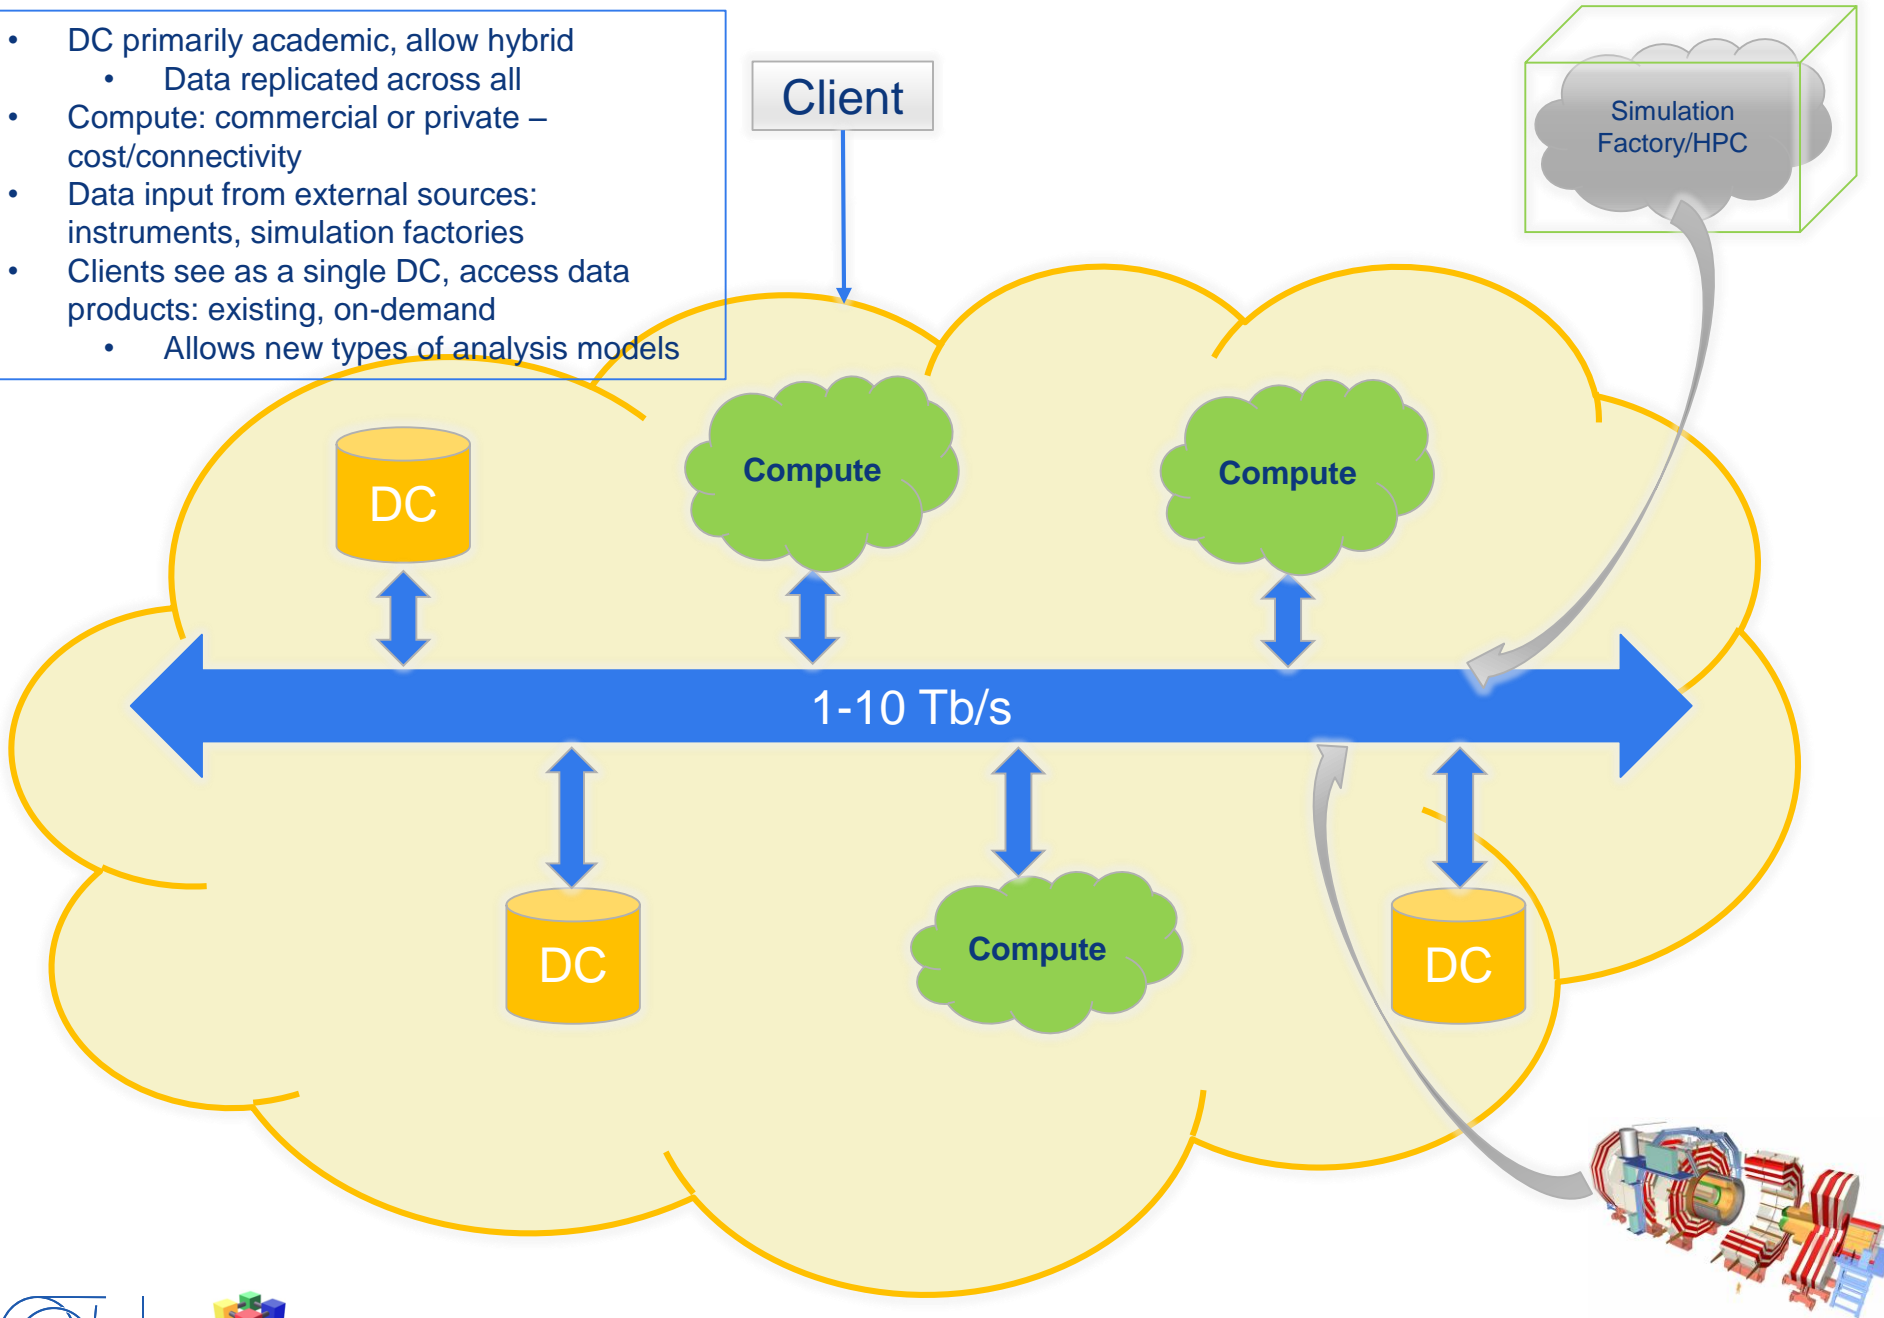 • DC primarily academic, allow hybrid
• Data replicated across all
• Compute: commercial or private –
cost/connectivity
• Data input from external sources:
instruments, simulation factories
• Clients see as a single DC, access data
products: existing, on-demand
• Allows new types of analysis models
Client
Simulation
Factory/HPC
DC
Compute
Compute
1-10 Tb/s
DC
Compute
DC